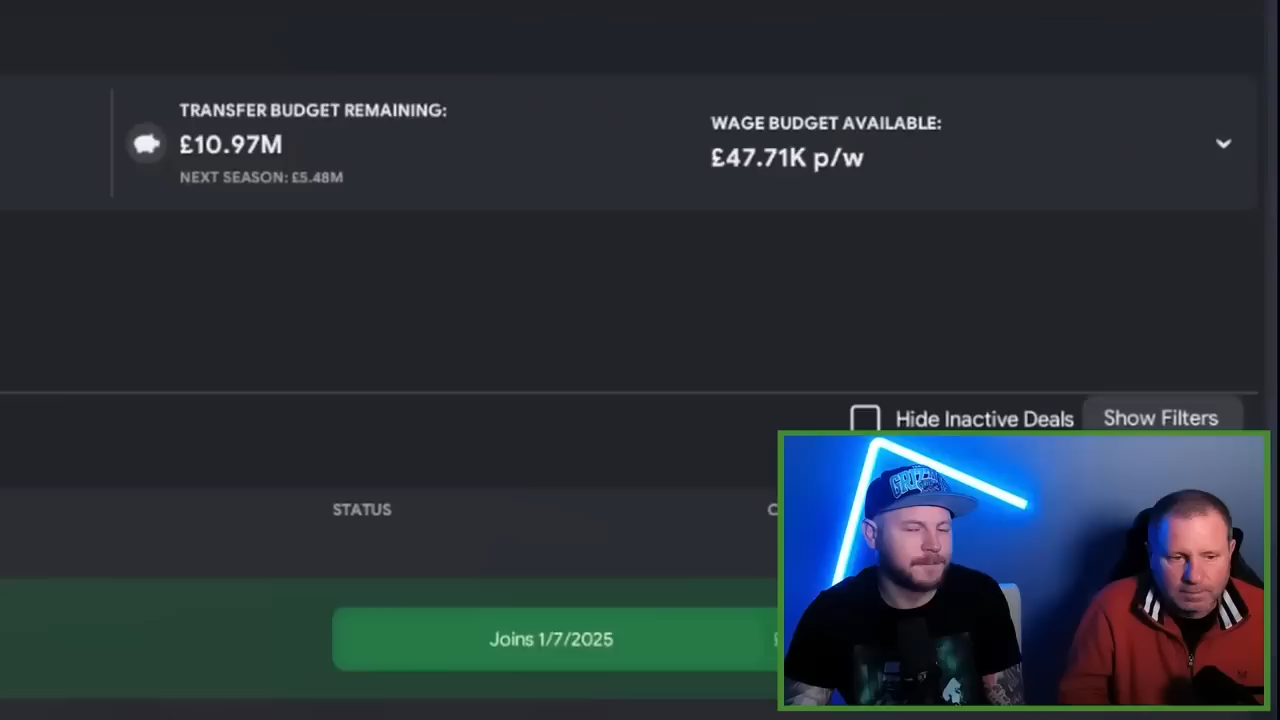 TRANSFER BUDGET REMAINING:
£10.97M
NEXT SEASON: £5.48M
WAGE BUDGET AVAILABLE:
£47.71K p/w
Hide Inactive Deals
Show Filters
STATUS
Joins 1/7/2025